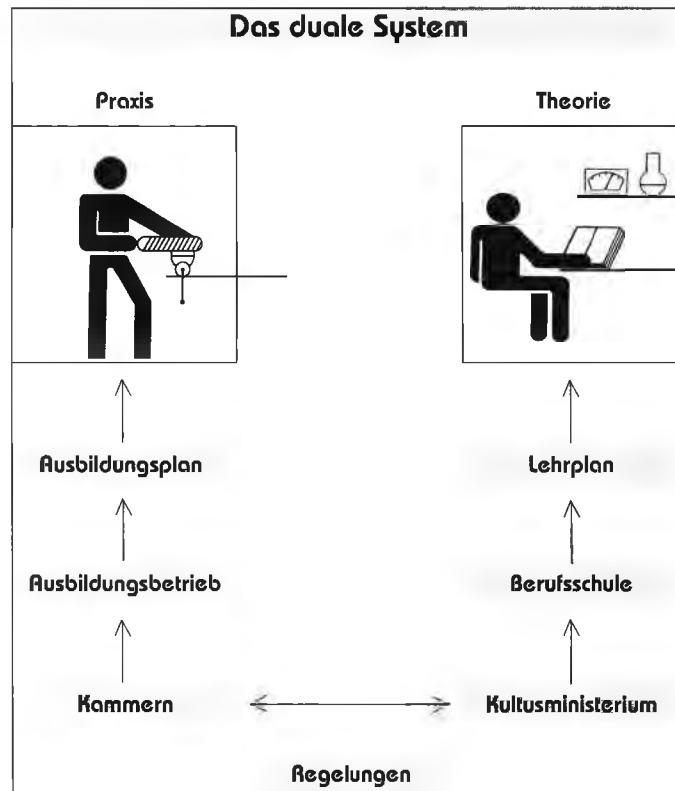 Das duale System
Praxis
Theorie
Ausbildungsplan
Lehrplan
Ausbildungsbetrieb
Berufsschule
Kammern
Kultusministerium
Regelungen